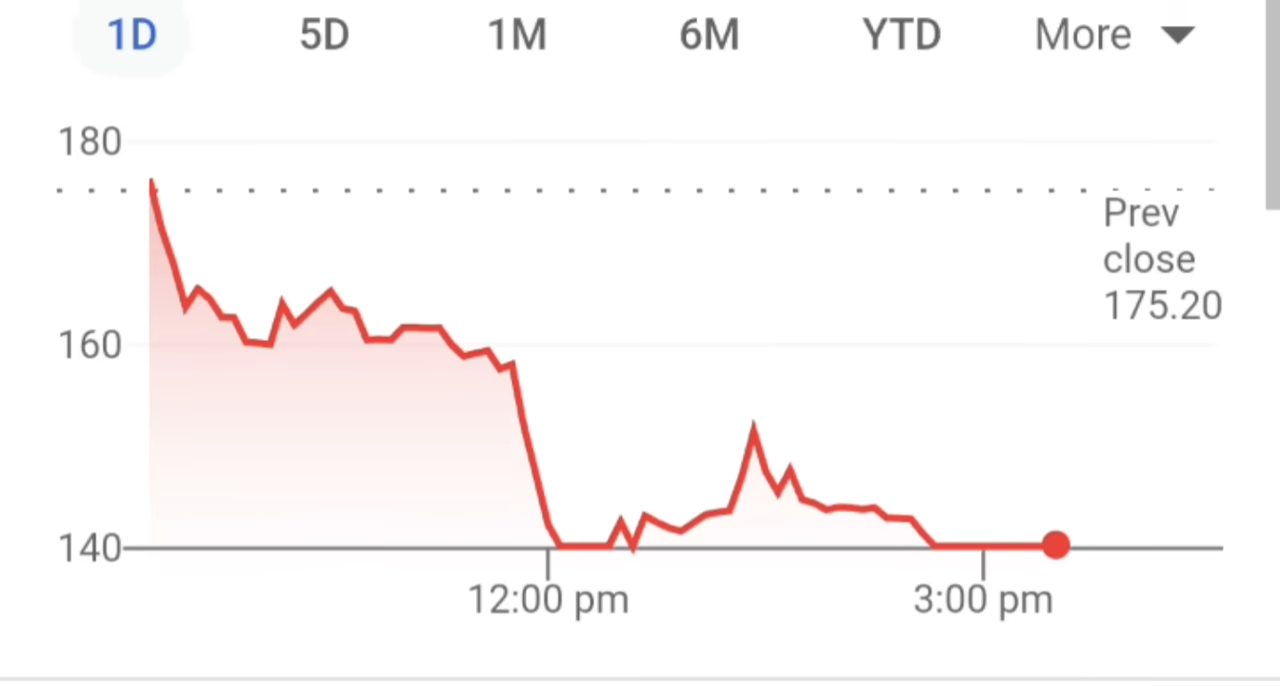 1D 5D 1M 6M YTD More
180
Prev
close
175.20
160
140
12:00 pm 3:00 pm